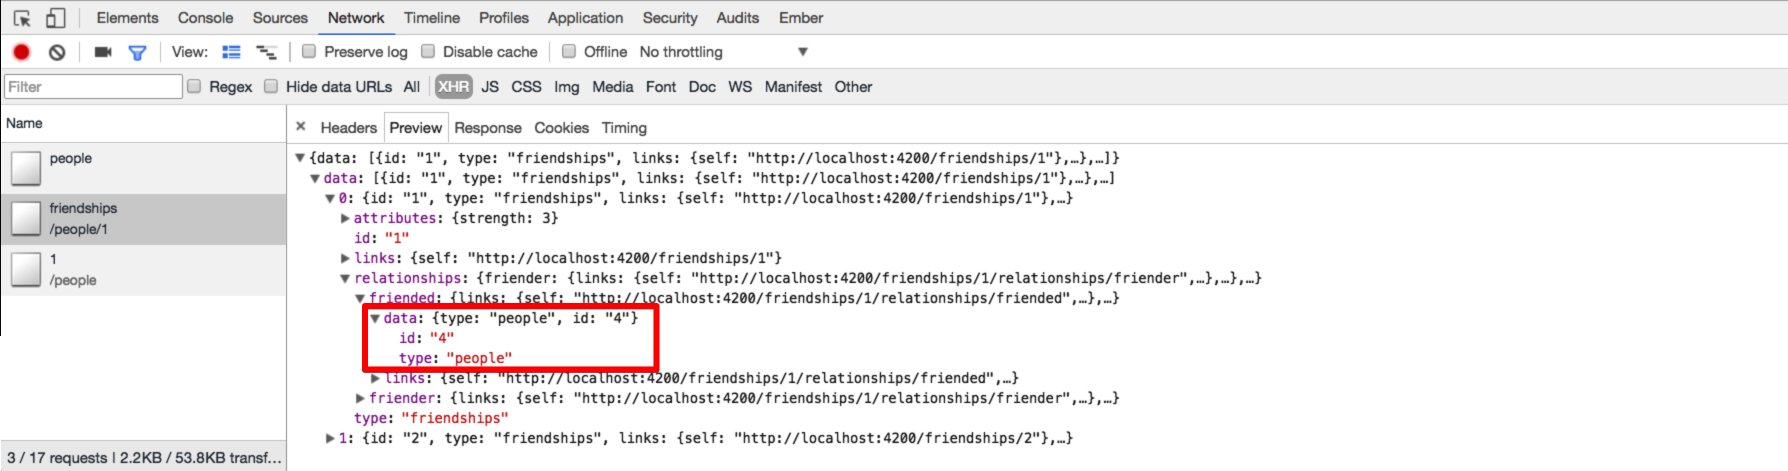 Elements Console Sources Network Timeline Profiles Application Security Audits Ember
View: Preserve log Disable cache Offline No throttling
Filter Regex Hide data URLs All XHR JS CSS Img Media Font Doc WS Manifest Other
Name
people
friendships
/people/1
1
/people
3 / 17 requests | 2.2KB / 53.8KB transf...
× Headers Preview Response Cookies Timing
▼{data: [{id: "1", type: "friendships", links: {self: "http://localhost:4200/friendships/1"},…},…]}
▼data: [{id: "1", type: "friendships", links: {self: "http://localhost:4200/friendships/1"},…},…]
▼0: {id: "1", type: "friendships", links: {self: "http://localhost:4200/friendships/1"},…}
▶attributes: {strength: 3}
id: "1"
▶links: {self: "http://localhost:4200/friendships/1"}
▼relationships: {friender: {links: {self: "http://localhost:4200/friendships/1/relationships/friender",…},…},…}
▼friended: {links: {self: "http://localhost:4200/friendships/1/relationships/friended",…},…}
▼data: {type: "people", id: "4"}
id: "4"
type: "people"
▶links: {self: "http://localhost:4200/friendships/1/relationships/friended",…}
▶friender: {links: {self: "http://localhost:4200/friendships/1/relationships/friender",…},…}
type: "friendships"
▶1: {id: "2", type: "friendships", links: {self: "http://localhost:4200/friendships/2"},…}